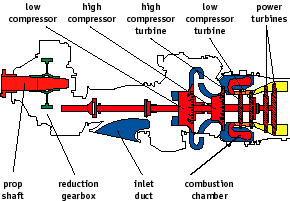 low
compressor
high
compressor
high
compressor
turbine
low
compressor
turbine
power
turbines
prop
shaft
reduction
gearbox
inlet
duct
combustion
chamber